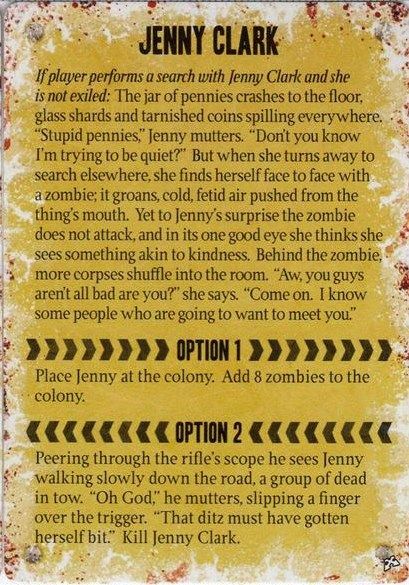 JENNY CLARK
If player performs a search with Jenny Clark and she
is not exiled: The jar of pennies crashes to the floor,
glass shards and tarnished coins spilling everywhere.
“Stupid pennies,” Jenny mutters. “Don’t you know
I’m trying to be quiet?” But when she turns away to
search elsewhere, she finds herself face to face with
a zombie; it groans, cold, fetid air pushed from the
thing’s mouth. Yet to Jenny’s surprise the zombie
does not attack, and in its one good eye she thinks she
sees something akin to kindness. Behind the zombie,
more corpses shuffle into the room. “Aw, you guys
aren’t all bad are you?” she says. “Come on. I know
some people who are going to want to meet you.”
OPTION 1
Place Jenny at the colony. Add 8 zombies to the
colony.
OPTION 2
Peering through the rifle’s scope he sees Jenny
walking slowly down the road, a group of dead
in tow. “Oh God,” he mutters, slipping a finger
over the trigger. “That ditz must have gotten
herself bit.” Kill Jenny Clark.